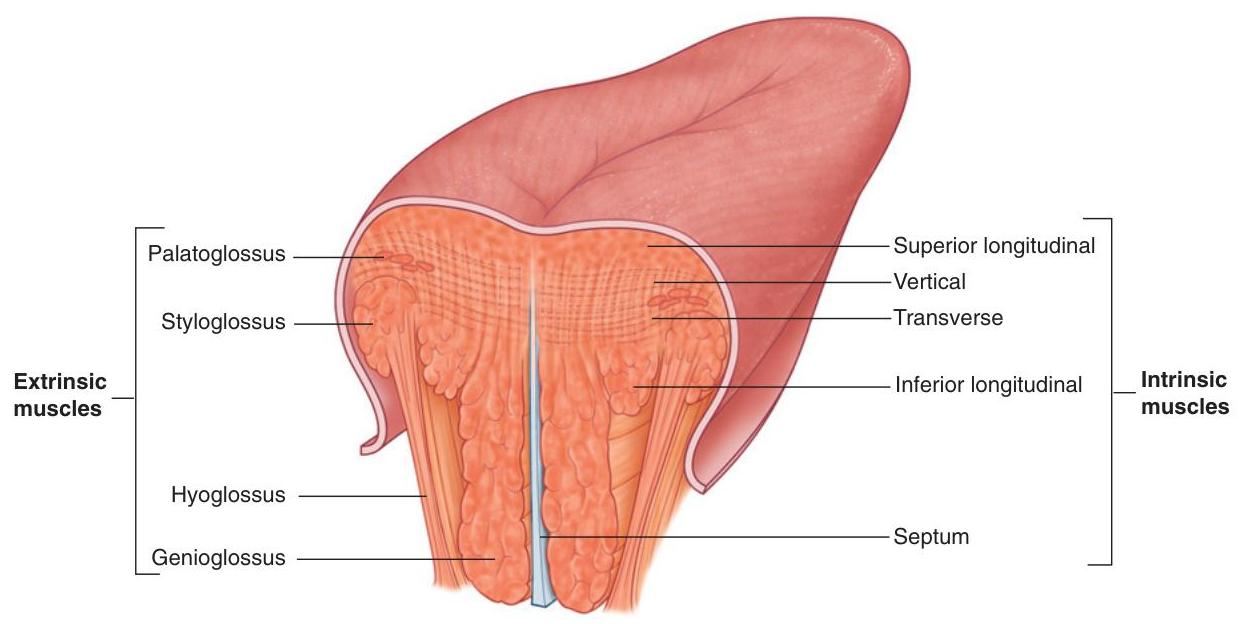 Extrinsic
muscles
Palatoglossus
Styloglossus
Hyoglossus
Genioglossus
Superior longitudinal
Vertical
Transverse
Inferior longitudinal
Septum
Intrinsic
muscles